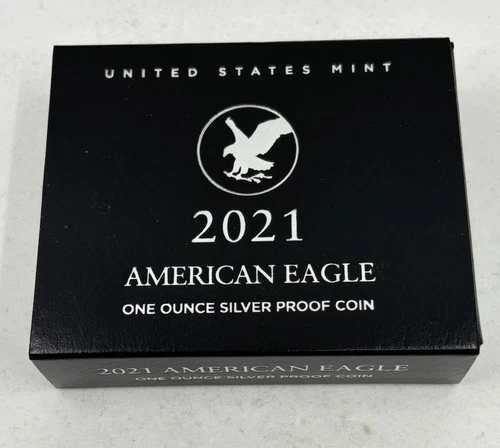 UNITED STATES MINT
2021
AMERICAN EAGLE
ONE OUNCE SILVER PROOF COIN
2021 AMERICAN EAGLE
ONE OUNCE SILVER PROOF COIN